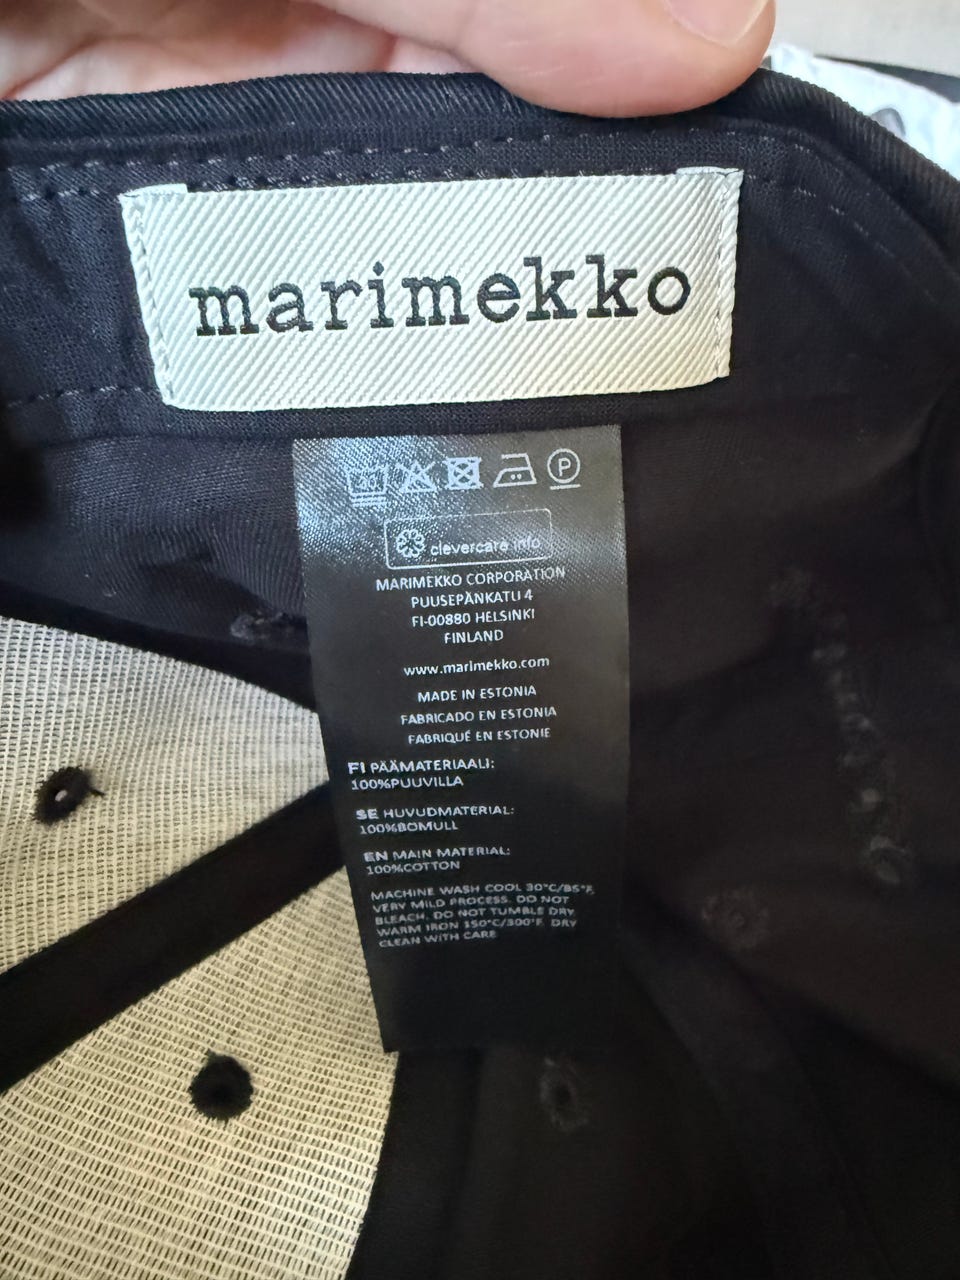 marimekko
P
clevercare info
MARIMEKKO CORPORATION
PUUSEPÄNKATU 4
FI-00880 HELSINKI
FINLAND
www.marimekko.com
MADE IN ESTONIA
FABRICADO EN ESTONIA
FABRIQUÉ EN ESTONIE
FI PÄÄMATERIAALI:
100%PUUVILLA
SE HUVUDMATERIAL:
100%BOMULL
EN MAIN MATERIAL:
100%COTTON
MACHINE WASH COOL 30°C/85°F,
VERY MILD PROCESS. DO NOT
BLEACH. DO NOT TUMBLE DRY.
WARM IRON 150°C/300°F. DRY
CLEAN WITH CARE